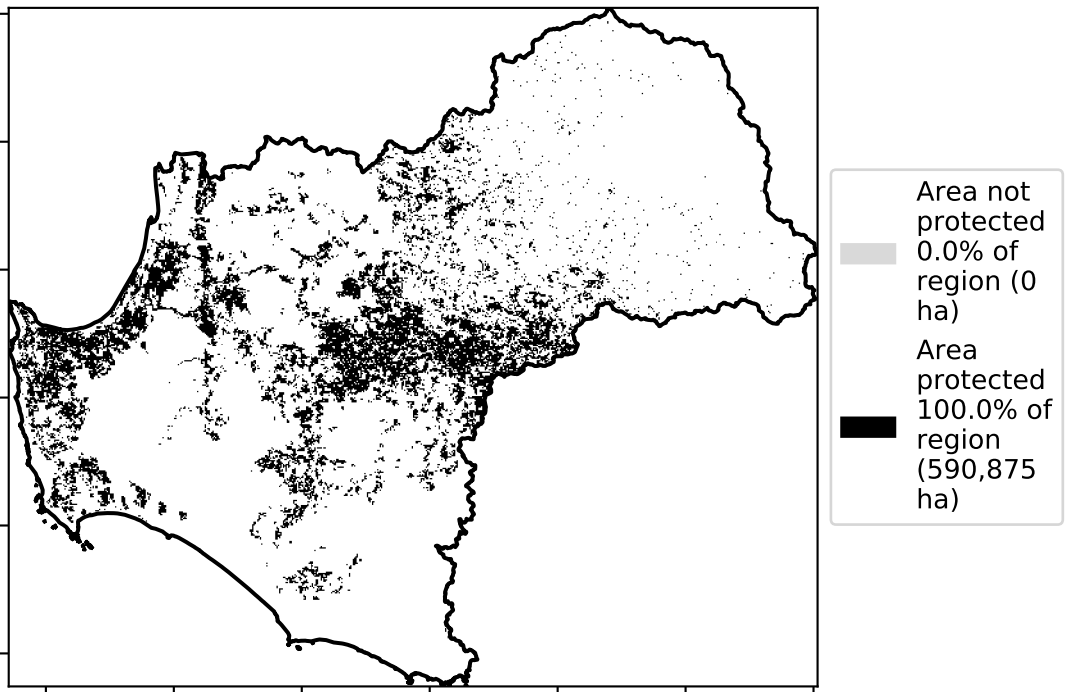 Area not
protected
0.0% of
region (0
ha)
Area
protected
100.0% of
region
(590,875
ha)